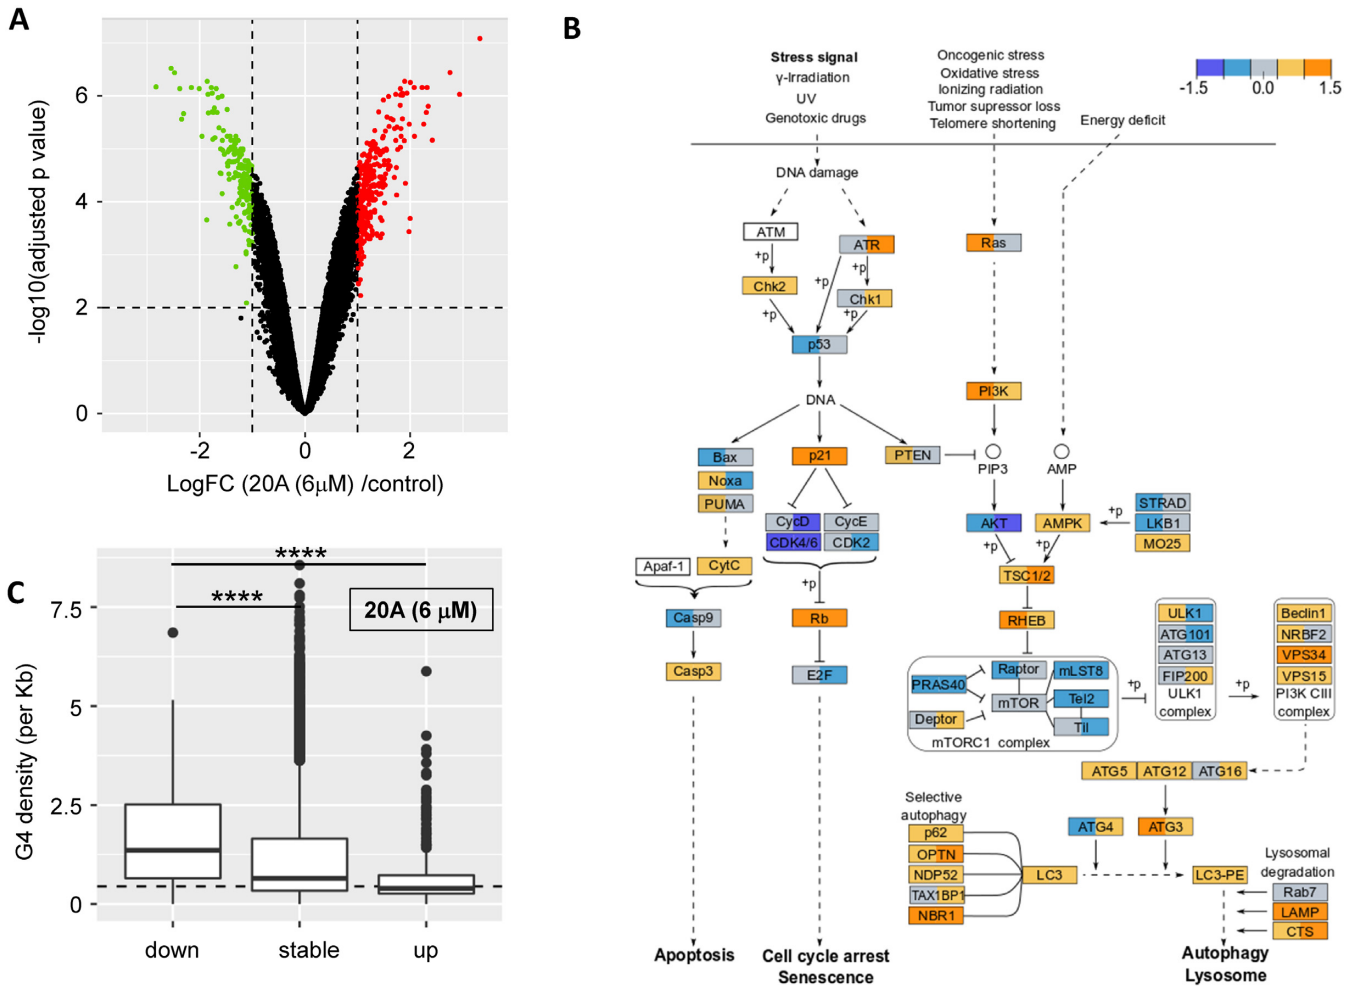 A
-log10(adjusted p value)
6
4
2
0
-2
0
2
LogFC (20A (6μM) /control)
B
Stress signal
γ-Irradiation
UV
Genotoxic drugs
Oncogenic stress
Oxidative stress
Ionizing radiation
Tumor supressor loss
Telomere shortening
Energy deficit
-1.5
0.0
1.5
DNA damage
ATM
ATR
Ras
+p
+p
+p
Chk2
Chk1
+p
+p
p53
PI3K
DNA
Bax
p21
PTEN
PIP3
AMP
Noxa
PUMA
CycD
CycE
CDK4/6
CDK2
AKT
AMPK
+p
STRAD
LKB1
MO25
+p
+p
Apaf-1
CytC
TSC1/2
+p
Casp9
Rb
RHEB
ULK1
ATG101
ATG13
FIP200
ULK1
complex
Beclin1
NRBF2
VPS34
VPS15
PI3K CIII
complex
Casp3
E2F
PRAS40
Raptor
mLST8
mTOR
Tel2
Deptor
TiI
mTORC1 complex
+p
+p
ATG5
ATG12
ATG16
Selective
autophagy
p62
OPTN
NDP52
TAX1BP1
NBR1
LC3
ATG4
ATG3
LC3-PE
Lysosomal
degradation
Rab7
LAMP
CTS
Apoptosis
Cell cycle arrest
Senescence
Autophagy
Lysosome
C
G4 density (per Kb)
7.5
5
2.5
0
****
****
20A (6 μM)
down
stable
up